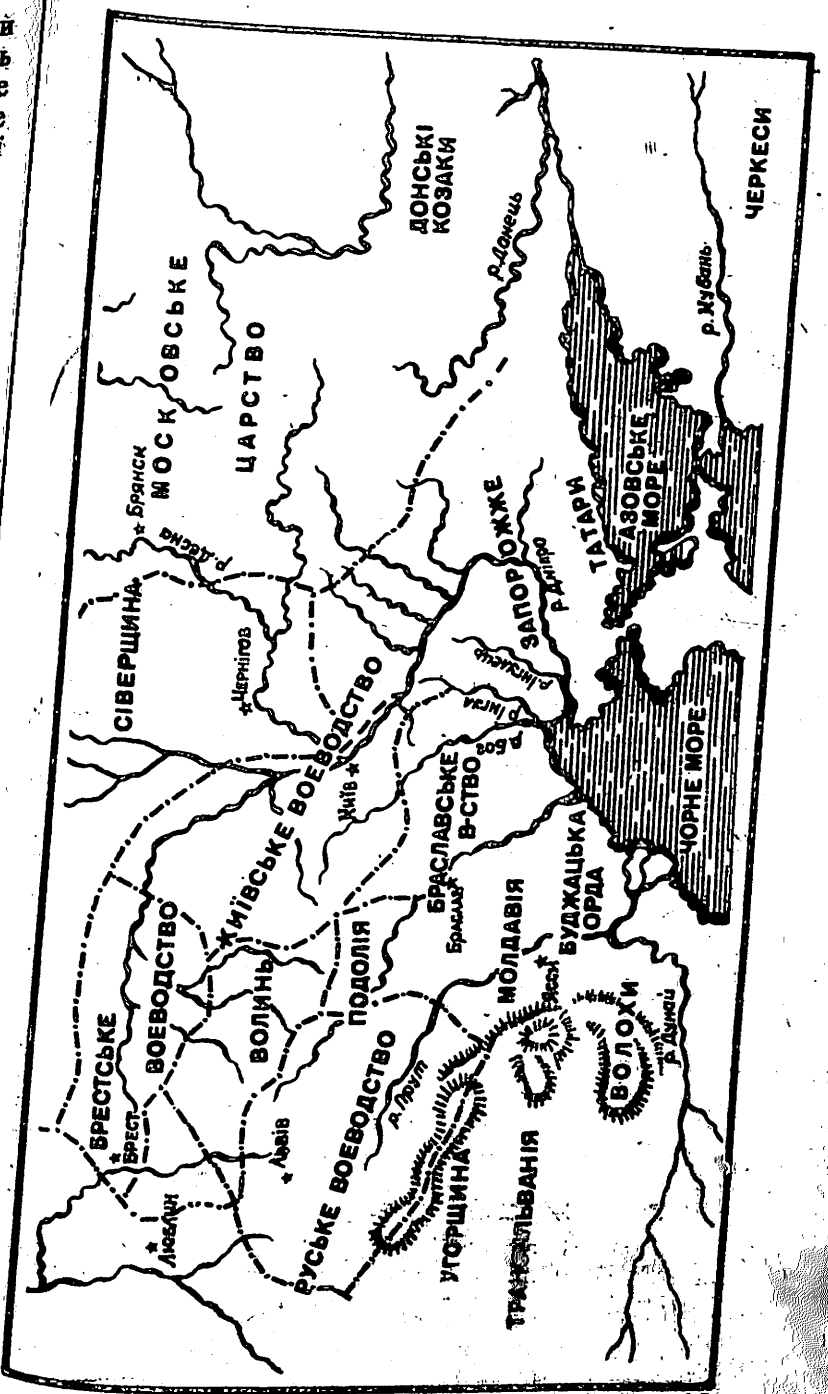 СІВЕРЩИНА
МОСКОВСЬКЕ
ЦАРСТВО
ДОНСЬКІ
КОЗАКИ
ЧЕРКЕСИ
р. Донець
р. Кубань
Брянск
р. Десна
Чернігов
ЗАПОРОЖЖЕ
ТАТАРИ
АЗОВСЬКЕ
МОРЕ
р. Дніпро
р. Інгулець
р. Інгул
р. Бог
КИЇВСЬКЕ ВОЕВОДСТВО
Київ
БРАСЛАВСЬКЕ
В-СТВО
Браслав
ЧОРНЕ МОРЕ
БРЕСТСЬКЕ
ВОЕВОДСТВО
БРЕСТ
ВОЛИНЬ
ПОДОЛІЯ
МОЛДАВІЯ
БУДЖАЦЬКА
ОРДА
Ясси
Люблин
Львів
РУСЬКЕ ВОЕВОДСТВО
р. Прут
УГОРЩИНА
ТРАНСІЛЬВАНІЯ
ВОЛОХИ
р. Дунай